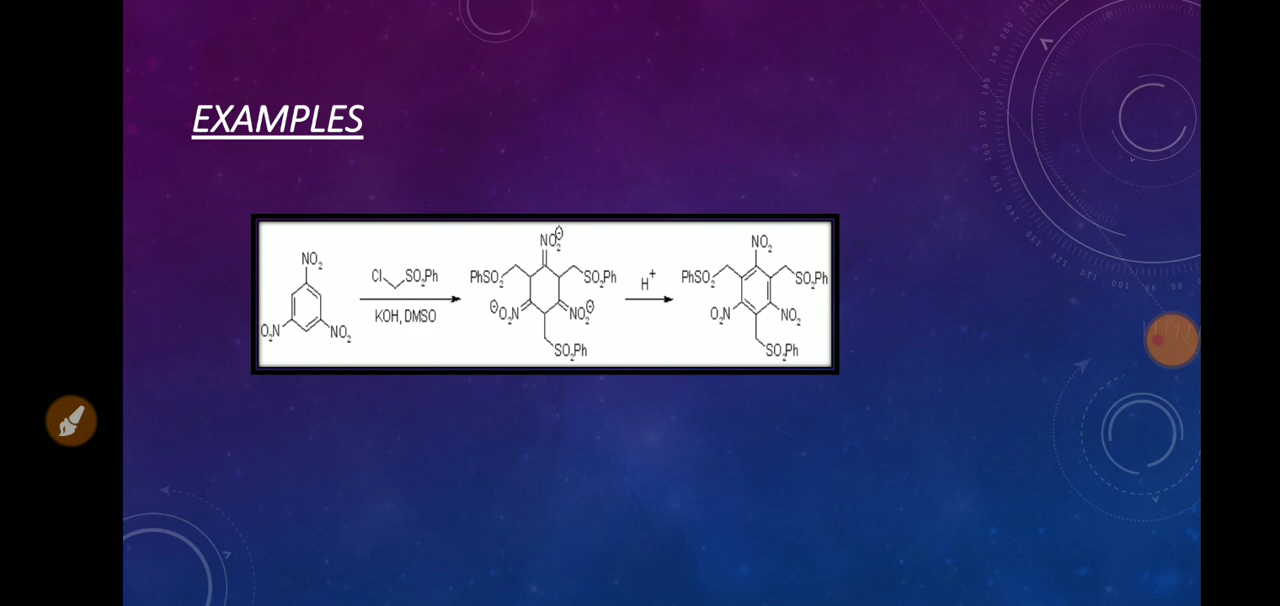 EXAMPLES
NO₂
O₂N
NO₂
Cl
SO₂Ph
KOH, DMSO
NO₂⊖
PhSO₂
SO₂Ph
⊖O₂N
NO₂⊖
SO₂Ph
H⁺
NO₂
PhSO₂
SO₂Ph
O₂N
NO₂
SO₂Ph